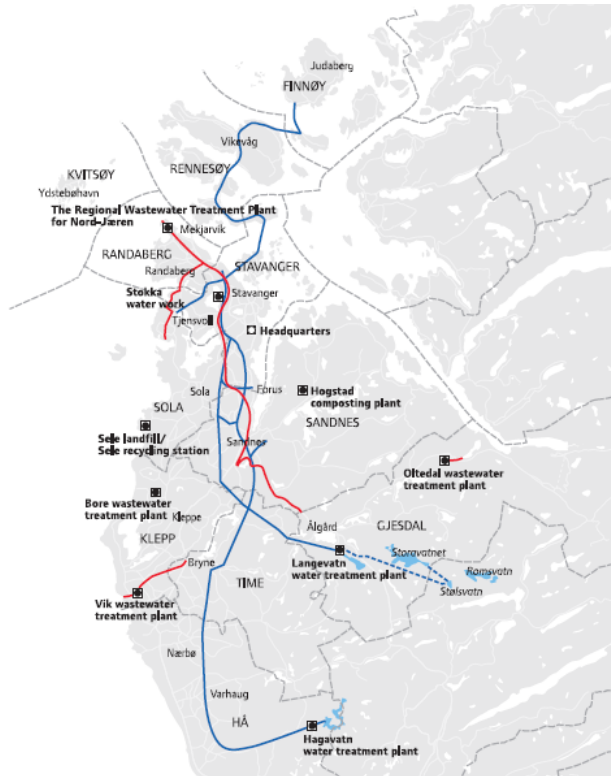 Judaberg
FINNØY
Vikevåg
RENNESØY
KVITSØY
Ydstebøhavn
The Regional Wastewater Treatment Plant
for Nord-Jæren
Mekjarvik
RANDABERG
Randaberg
STAVANGER
Stokka
water work
Stavanger
Tjensvoll
Headquarters
Sola
Forus
Hogstad
composting plant
SOLA
SANDNES
Sele landfill/
Sele recycling station
Sandnes
Oltedal wastewater
treatment plant
Bore wastewater
treatment plant
Kleppe
KLEPP
Ålgård
GJESDAL
Storavatnet
Langevatn
water treatment plant
Romsvatn
Stølsvatn
Bryne
TIME
Vik wastewater
treatment plant
Nærbø
Varhaug
HÅ
Hagavatn
water treatment plant